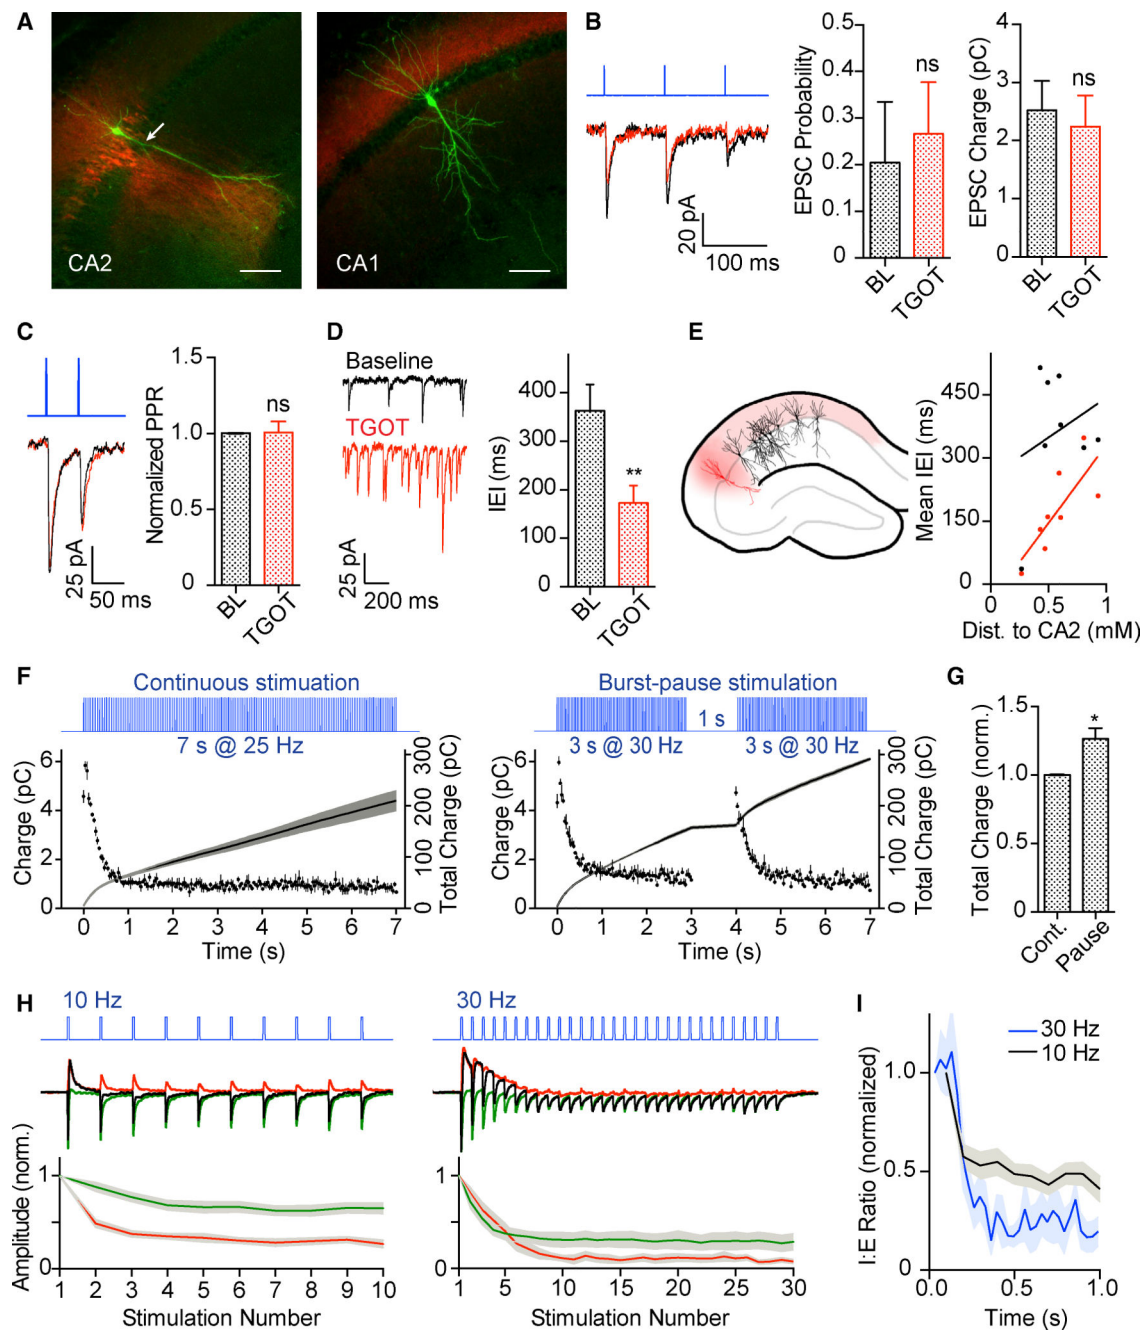 A
CA2
CA1
B
20 pA
100 ms
EPSC Probability
0.5
0.4
0.3
0.2
0.1
0
ns
BL
TGOT
EPSC Charge (pC)
4
3
2
1
0
ns
BL
TGOT
C
25 pA
50 ms
Normalized PPR
1.5
1.0
0.5
0
ns
BL
TGOT
D
Baseline
TGOT
25 pA
200 ms
IEI (ms)
400
300
200
100
0
**
BL
TGOT
E
Mean IEI (ms)
450
300
150
0
0
0.5
1
Dist. to CA2 (mM)
F
Continuous stimuation
7 s @ 25 Hz
Charge (pC)
6
4
2
0
Total Charge (pC)
300
200
100
0
0 1 2 3 4 5 6 7
Time (s)
Burst-pause stimulation
1 s
3 s @ 30 Hz
3 s @ 30 Hz
Charge (pC)
6
4
2
0
Total Charge (pC)
300
200
100
0
0 1 2 3 4 5 6 7
Time (s)
G
Total Charge (norm.)
1.5
1.0
0.5
0
*
Cont.
Pause
H
10 Hz
Amplitude (norm.)
1
0
1 2 3 4 5 6 7 8 9 10
Stimulation Number
30 Hz
1
0
1 5 10 15 20 25 30
Stimulation Number
I
30 Hz
10 Hz
I:E Ratio (normalized)
1.0
0.5
0
0 0.5 1.0
Time (s)